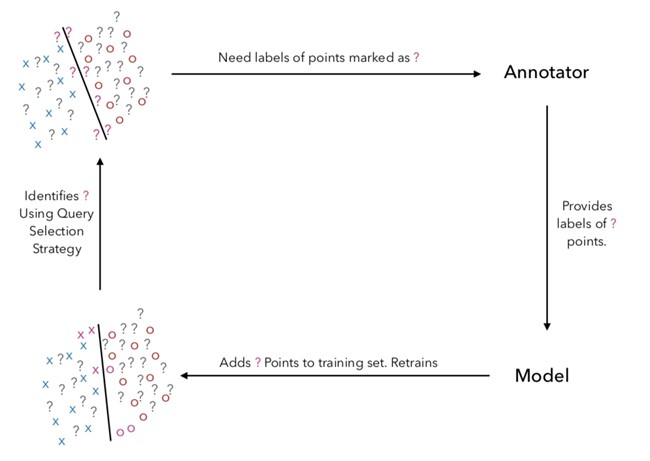 Need labels of points marked as ?
Annotator
Provides
labels of ?
points.
Model
Adds ? Points to training set. Retrains
Identifies ?
Using Query
Selection
Strategy